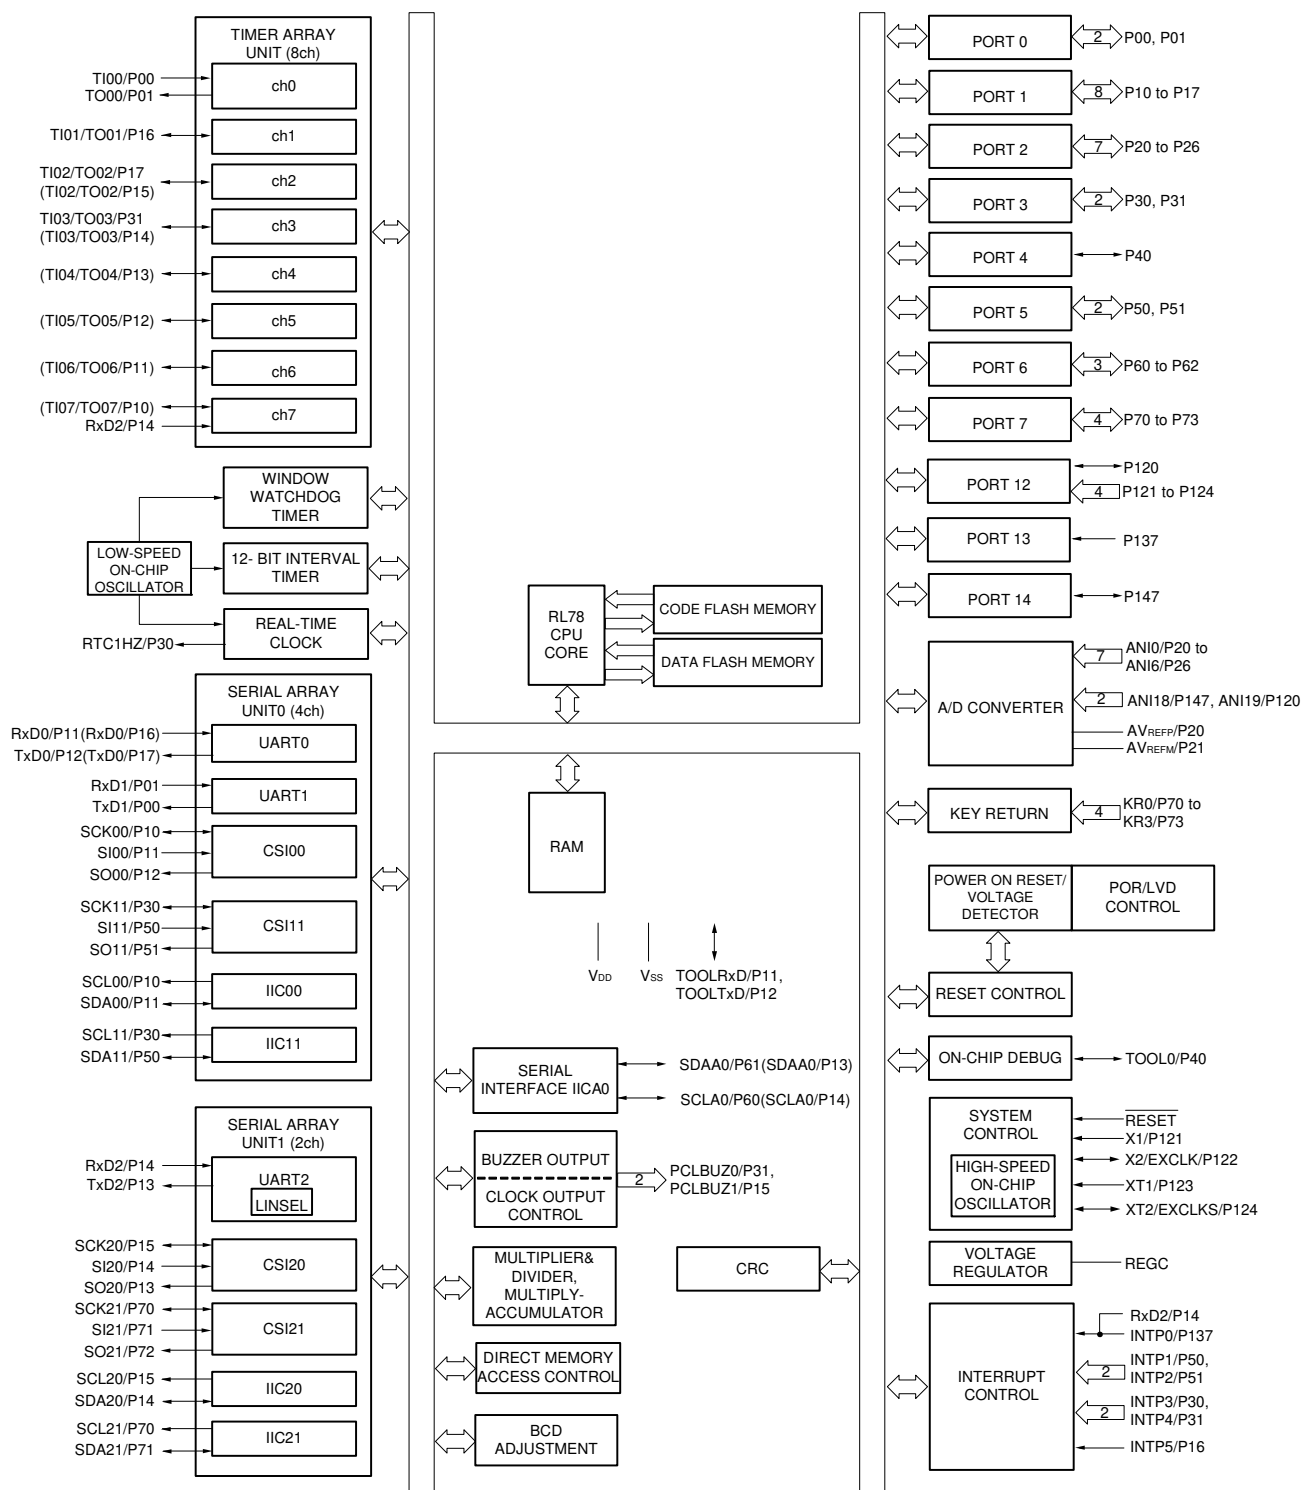 TIMER ARRAY
UNIT (8ch)
TI00/P00
TO00/P01
ch0
TI01/TO01/P16
ch1
TI02/TO02/P17
(TI02/TO02/P15)
ch2
TI03/TO03/P31
(TI03/TO03/P14)
ch3
(TI04/TO04/P13)
ch4
(TI05/TO05/P12)
ch5
(TI06/TO06/P11)
ch6
(TI07/TO07/P10)
RxD2/P14
ch7
WINDOW
WATCHDOG
TIMER
LOW-SPEED
ON-CHIP
OSCILLATOR
12- BIT INTERVAL
TIMER
REAL-TIME
CLOCK
RTC1HZ/P30
SERIAL ARRAY
UNIT0 (4ch)
RxD0/P11(RxD0/P16)
TxD0/P12(TxD0/P17)
UART0
RxD1/P01
TxD1/P00
UART1
SCK00/P10
SI00/P11
SO00/P12
CSI00
SCK11/P30
SI11/P50
SO11/P51
CSI11
SCL00/P10
SDA00/P11
IIC00
SCL11/P30
SDA11/P50
IIC11
SERIAL ARRAY
UNIT1 (2ch)
RxD2/P14
TxD2/P13
UART2
LINSEL
SCK20/P15
SI20/P14
SO20/P13
CSI20
SCK21/P70
SI21/P71
SO21/P72
CSI21
SCL20/P15
SDA20/P14
IIC20
SCL21/P70
SDA21/P71
IIC21
RL78
CPU
CORE
CODE FLASH MEMORY
DATA FLASH MEMORY
RAM
VDD
VSS
TOOLRxD/P11,
TOOLTxD/P12
SERIAL
INTERFACE IICA0
SDAA0/P61(SDAA0/P13)
SCLA0/P60(SCLA0/P14)
BUZZER OUTPUT
CLOCK OUTPUT
CONTROL
2
PCLBUZ0/P31,
PCLBUZ1/P15
MULTIPLIER&
DIVIDER,
MULTIPLY-
ACCUMULATOR
CRC
DIRECT MEMORY
ACCESS CONTROL
BCD
ADJUSTMENT
PORT 0
2
P00, P01
PORT 1
8
P10 to P17
PORT 2
7
P20 to P26
PORT 3
2
P30, P31
PORT 4
P40
PORT 5
2
P50, P51
PORT 6
3
P60 to P62
PORT 7
4
P70 to P73
PORT 12
P120
4
P121 to P124
PORT 13
P137
PORT 14
P147
A/D CONVERTER
7
ANI0/P20 to
ANI6/P26
2
ANI18/P147, ANI19/P120
AVREFP/P20
AVREFM/P21
KEY RETURN
4
KR0/P70 to
KR3/P73
POWER ON RESET/
VOLTAGE
DETECTOR
POR/LVD
CONTROL
RESET CONTROL
ON-CHIP DEBUG
TOOL0/P40
SYSTEM
CONTROL
HIGH-SPEED
ON-CHIP
OSCILLATOR
RESET
X1/P121
X2/EXCLK/P122
XT1/P123
XT2/EXCLKS/P124
VOLTAGE
REGULATOR
REGC
INTERRUPT
CONTROL
RxD2/P14
INTP0/P137
2
INTP1/P50,
INTP2/P51
2
INTP3/P30,
INTP4/P31
INTP5/P16